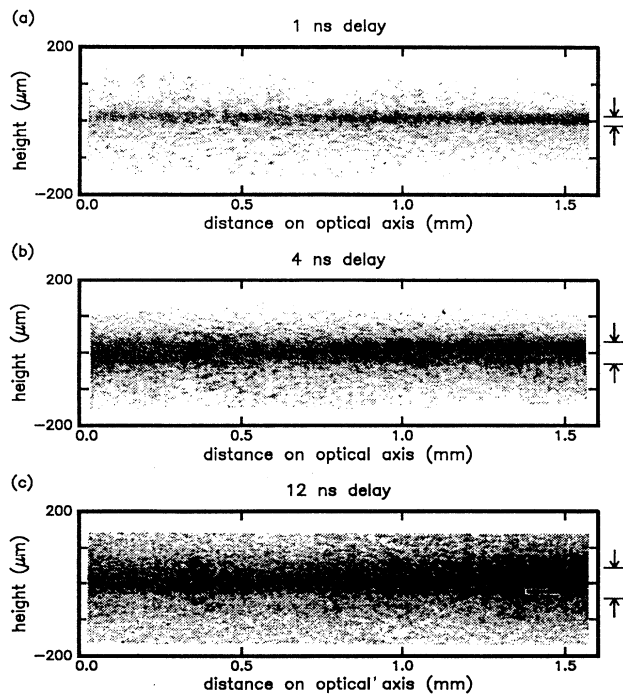 (a)
1 ns delay
200
height (μm)
-200
0.0 0.5 1.0 1.5
distance on optical axis (mm)
(b)
4 ns delay
200
height (μm)
-200
0.0 0.5 1.0 1.5
distance on optical axis (mm)
(c)
12 ns delay
200
height (μm)
-200
0.0 0.5 1.0 1.5
distance on optical axis (mm)